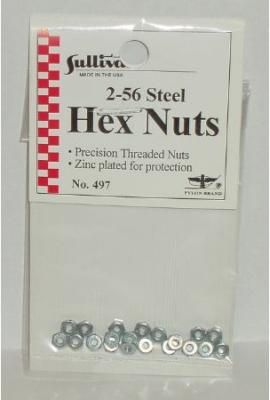 Sulliva
MADE IN THE USA
2-56 Steel
Hex Nuts
• Precision Threaded Nuts
• Zinc plated for protection
No. 497
PYLON BRAND